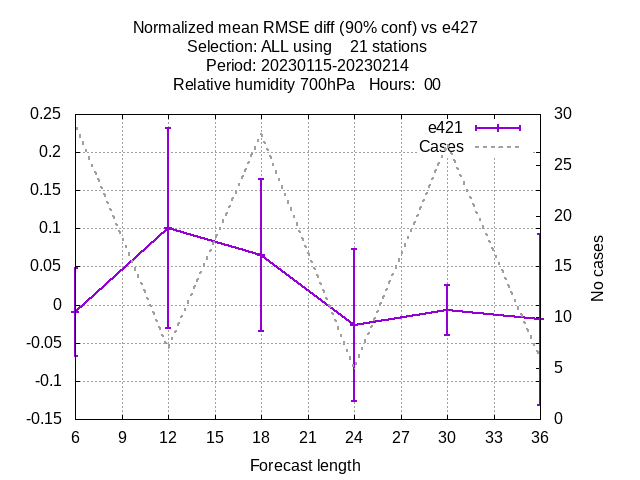 Normalized mean RMSE diff (90% conf) vs e427
Selection: ALL using    21 stations
Period: 20230115-20230214
Relative humidity 700hPa   Hours:  00
e421
Cases
0.25
0.2
0.15
0.1
0.05
0
-0.05
-0.1
-0.15
30
25
20
15
10
5
0
No cases
6 9 12 15 18 21 24 27 30 33 36
Forecast length